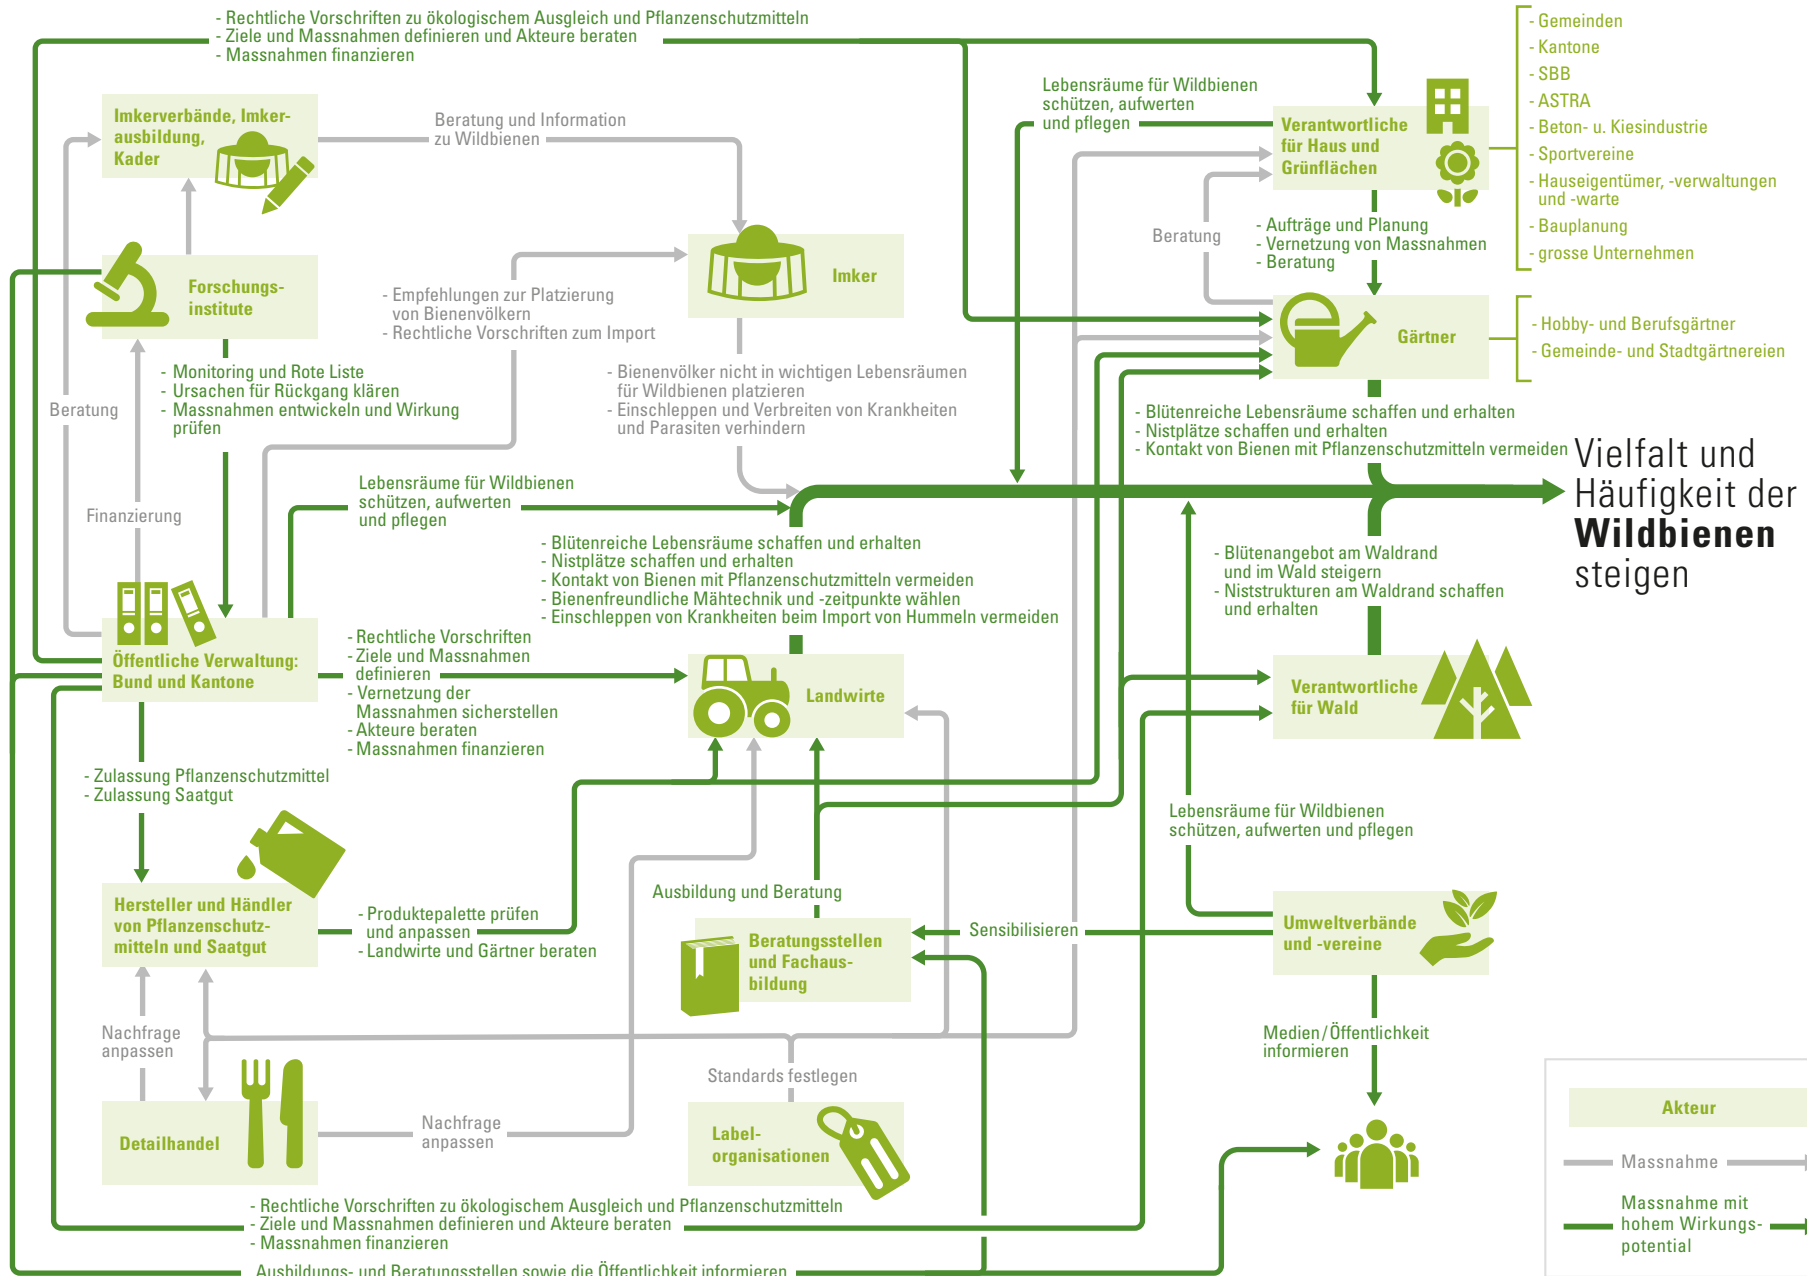 - Rechtliche Vorschriften zu ökologischem Ausgleich und Pflanzenschutzmitteln
- Ziele und Massnahmen definieren und Akteure beraten
- Massnahmen finanzieren
- Gemeinden
- Kantone
- SBB
- ASTRA
- Beton- u. Kiesindustrie
- Sportvereine
- Hauseigentümer, -verwaltungen
und -warte
- Bauplanung
- grosse Unternehmen
Lebensräume für Wildbienen
schützen, aufwerten
und pflegen
Verantwortliche
für Haus und
Grünflächen
Imkerverbände, Imker-
ausbildung,
Kader
Beratung und Information
zu Wildbienen
Beratung
- Aufträge und Planung
- Vernetzung von Massnahmen
- Beratung
Imker
Forschungs-
institute
- Empfehlungen zur Platzierung
von Bienenvölkern
- Rechtliche Vorschriften zum Import
Gärtner
- Hobby- und Berufsgärtner
- Gemeinde- und Stadtgärtnereien
- Monitoring und Rote Liste
- Ursachen für Rückgang klären
- Massnahmen entwickeln und Wirkung
prüfen
Beratung
- Bienenvölker nicht in wichtigen Lebensräumen
für Wildbienen platzieren
- Einschleppen und Verbreiten von Krankheiten
und Parasiten verhindern
- Blütenreiche Lebensräume schaffen und erhalten
- Nistplätze schaffen und erhalten
- Kontakt von Bienen mit Pflanzenschutzmitteln vermeiden
Vielfalt und
Häufigkeit der
Wildbienen
steigen
Finanzierung
Lebensräume für Wildbienen
schützen, aufwerten
und pflegen
- Blütenreiche Lebensräume schaffen und erhalten
- Nistplätze schaffen und erhalten
- Kontakt von Bienen mit Pflanzenschutzmitteln vermeiden
- Bienenfreundliche Mähtechnik und -zeitpunkte wählen
- Einschleppen von Krankheiten beim Import von Hummeln vermeiden
- Blütenangebot am Waldrand
und im Wald steigern
- Niststrukturen am Waldrand schaffen
und erhalten
Öffentliche Verwaltung:
Bund und Kantone
- Rechtliche Vorschriften
- Ziele und Massnahmen
definieren
- Vernetzung der
Massnahmen sicherstellen
- Akteure beraten
- Massnahmen finanzieren
Landwirte
Verantwortliche
für Wald
- Zulassung Pflanzenschutzmittel
- Zulassung Saatgut
Lebensräume für Wildbienen
schützen, aufwerten und pflegen
Hersteller und Händler
von Pflanzenschutz-
mitteln und Saatgut
- Produktepalette prüfen
und anpassen
- Landwirte und Gärtner beraten
Ausbildung und Beratung
Beratungsstellen
und Fachaus-
bildung
Sensibilisieren
Umweltverbände
und -vereine
Nachfrage
anpassen
Medien/Öffentlichkeit
informieren
Standards festlegen
Detailhandel
Nachfrage
anpassen
Label-
organisationen
Akteur
Massnahme
Massnahme mit
hohem Wirkungs-
potential
- Rechtliche Vorschriften zu ökologischem Ausgleich und Pflanzenschutzmitteln
- Ziele und Massnahmen definieren und Akteure beraten
- Massnahmen finanzieren
Ausbildungs- und Beratungsstellen sowie die Öffentlichkeit informieren